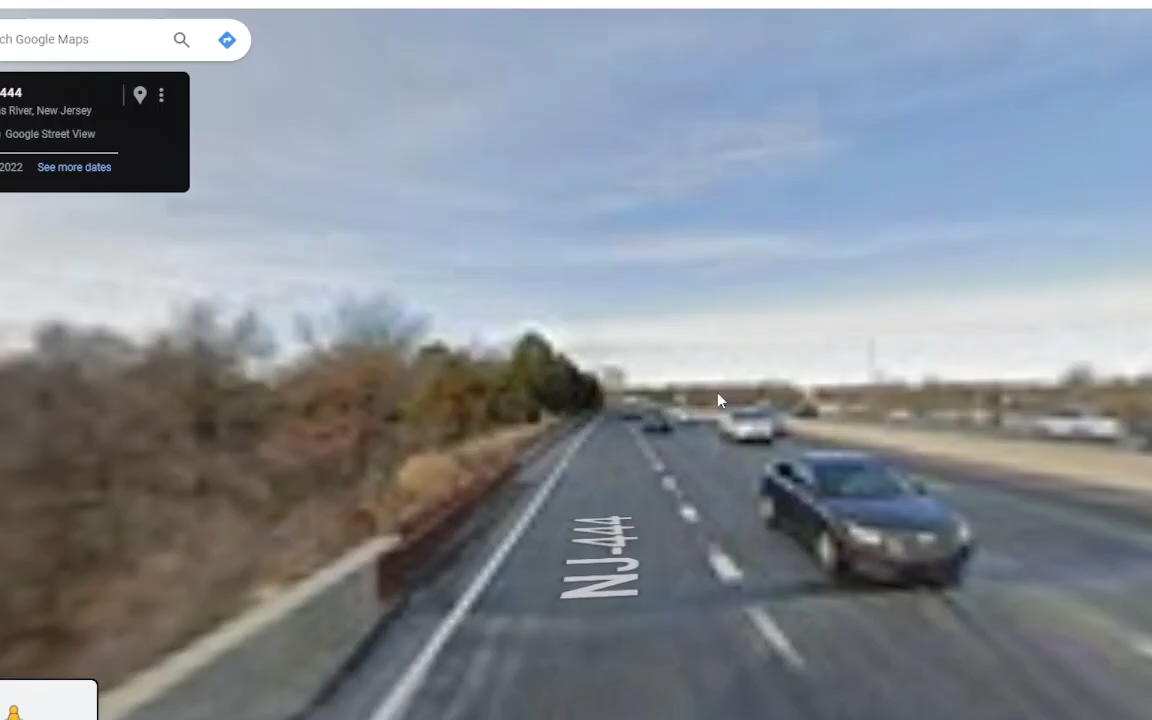 ch Google Maps
444
s River, New Jersey
Google Street View
2022 See more dates
NJ-444